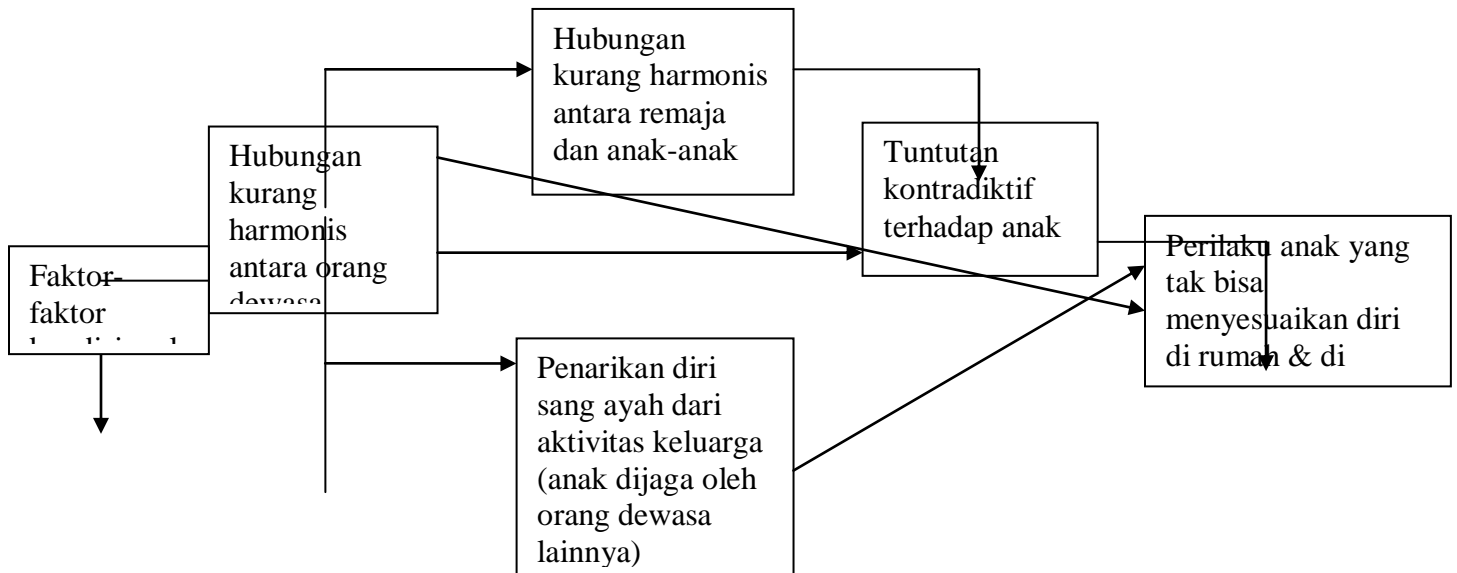 Faktor-
faktor
Hubungan
kurang
harmonis
antara orang
dewasa
Hubungan
kurang harmonis
antara remaja
dan anak-anak
Penarikan diri
sang ayah dari
aktivitas keluarga
(anak dijaga oleh
orang dewasa
lainnya)
Tuntutan
kontradiktif
terhadap anak
Perilaku anak yang
tak bisa
menyesuaikan diri
di rumah & di